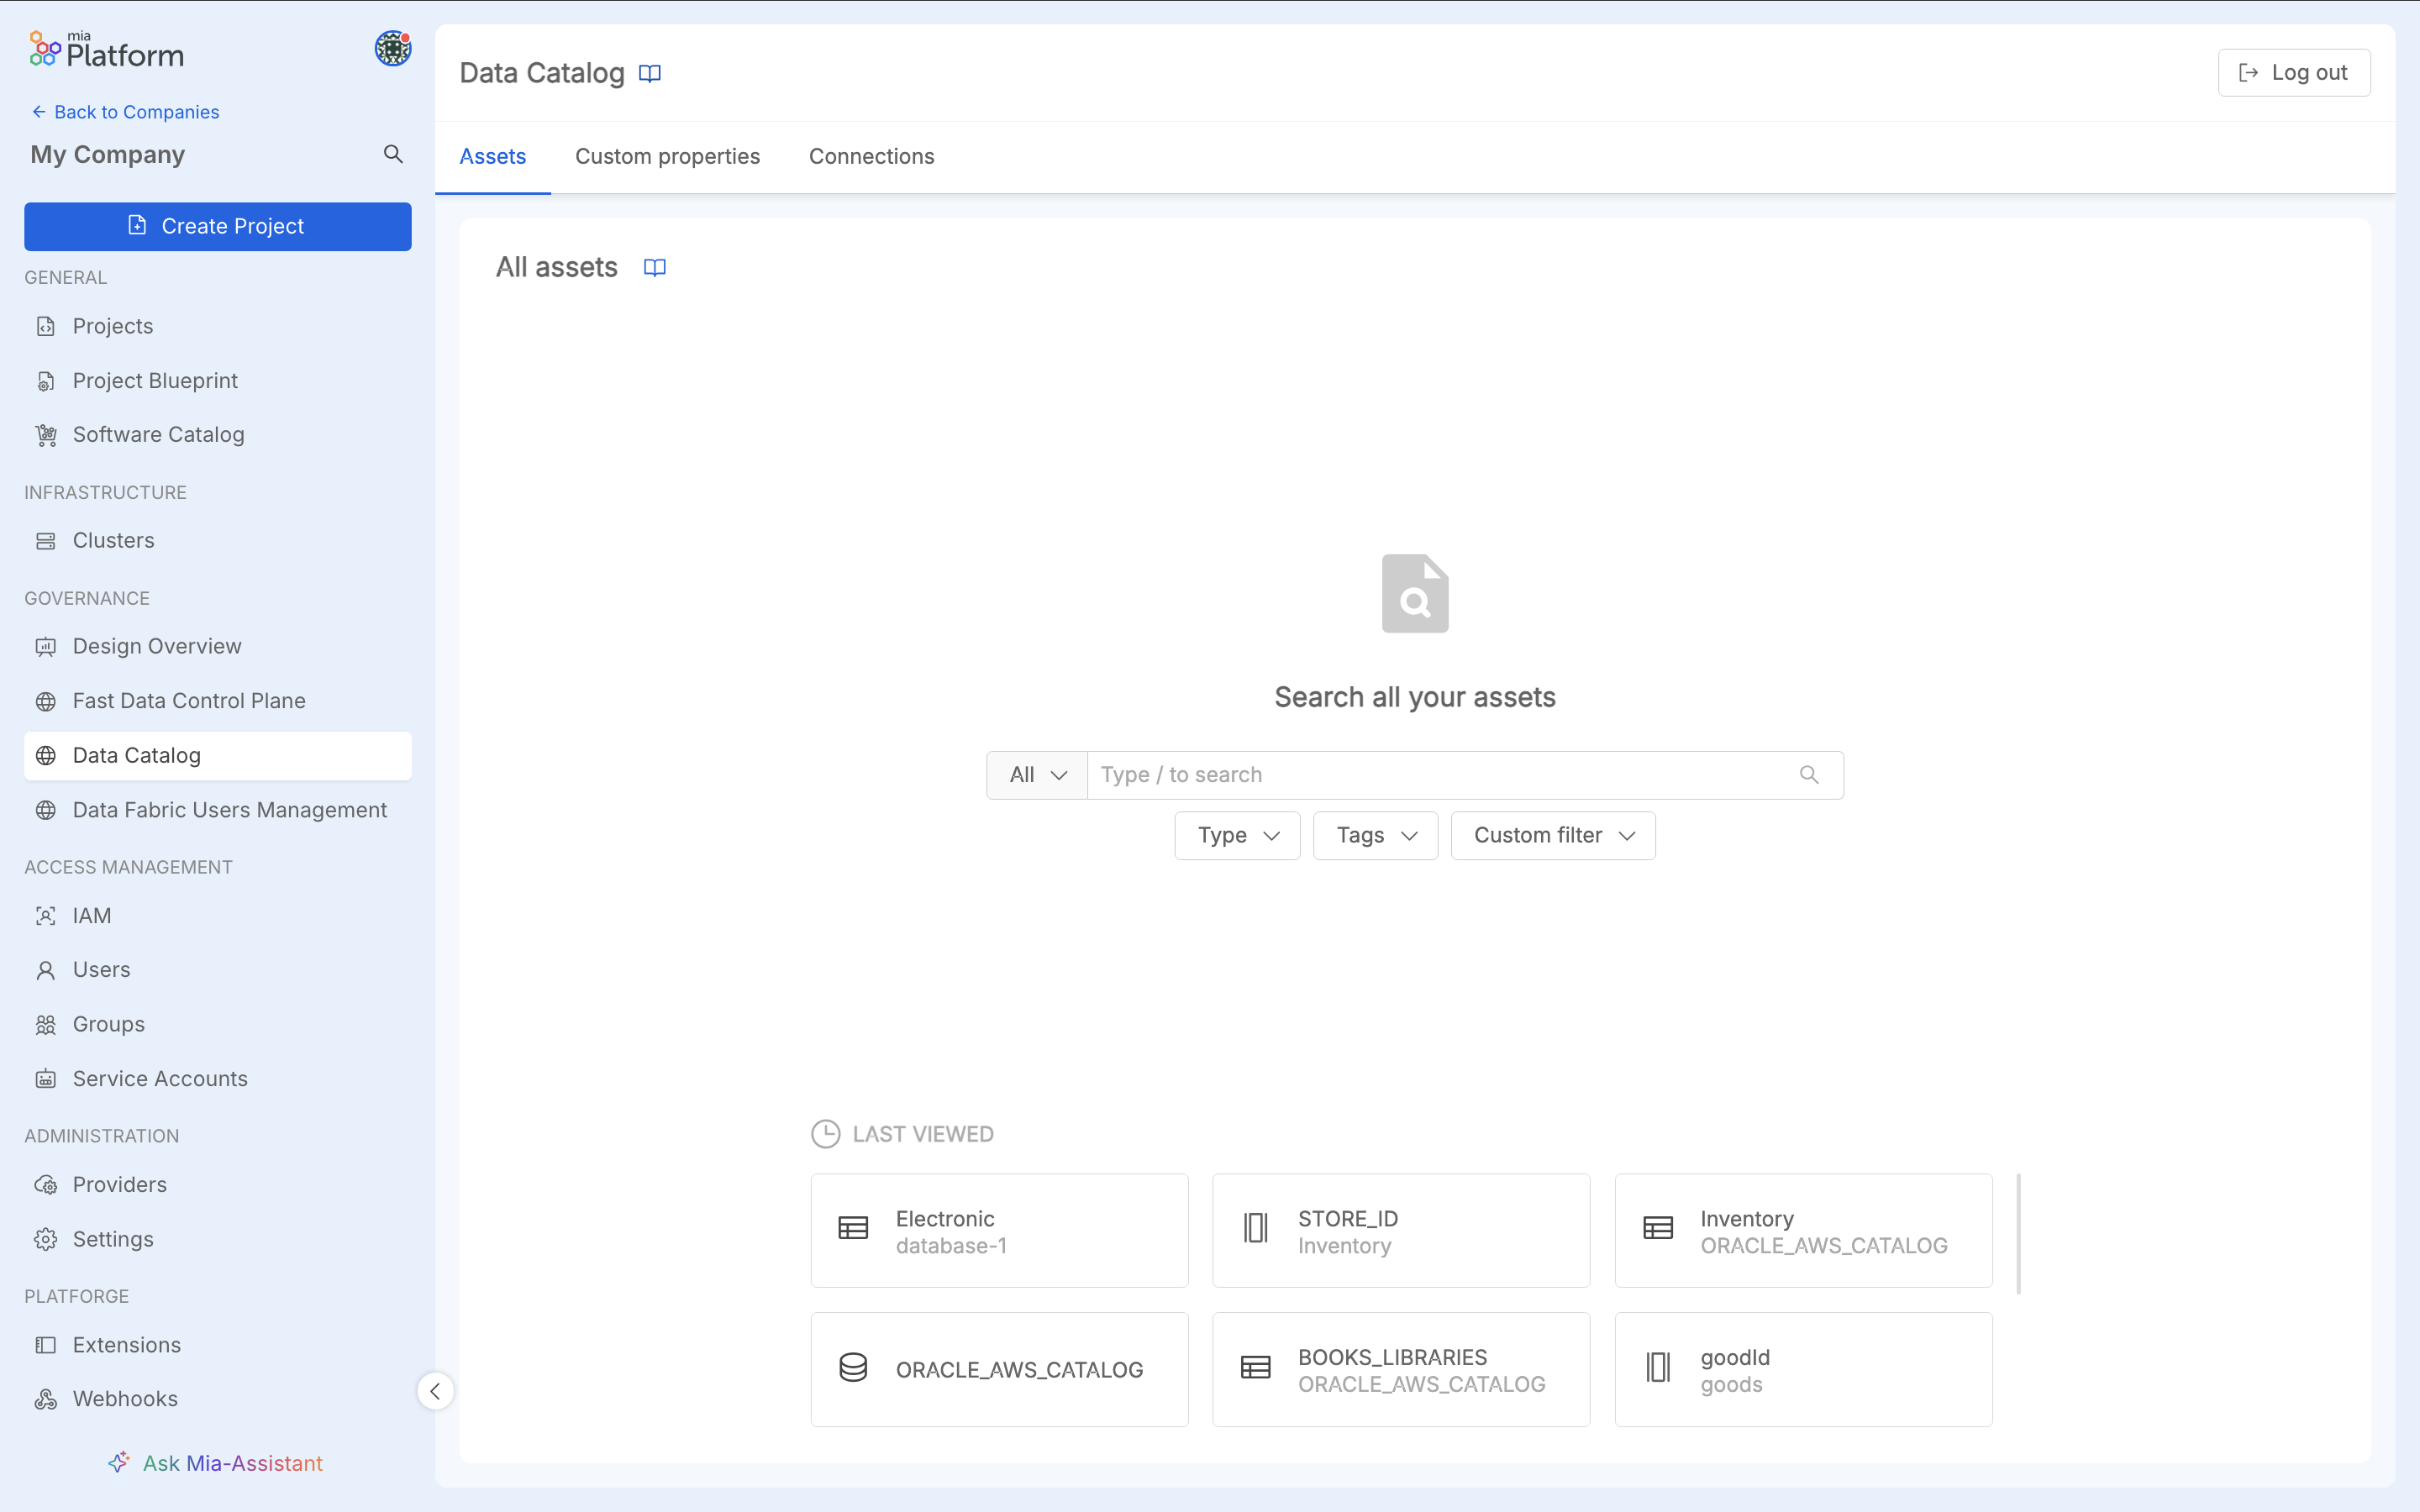 mia
Platform
Back to Companies
My Company
Create Project
GENERAL
Projects
Project Blueprint
Software Catalog
INFRASTRUCTURE
Clusters
GOVERNANCE
Design Overview
Fast Data Control Plane
Data Catalog
Data Fabric Users Management
ACCESS MANAGEMENT
IAM
Users
Groups
Service Accounts
ADMINISTRATION
Providers
Settings
PLATFORGE
Extensions
Webhooks
Ask Mia-Assistant
Data Catalog
Log out
Assets Custom properties Connections
All assets
Search all your assets
All Type / to search
Type Tags Custom filter
LAST VIEWED
Electronic
database-1
STORE_ID
Inventory
Inventory
ORACLE_AWS_CATALOG
ORACLE_AWS_CATALOG
BOOKS_LIBRARIES
ORACLE_AWS_CATALOG
goodId
goods